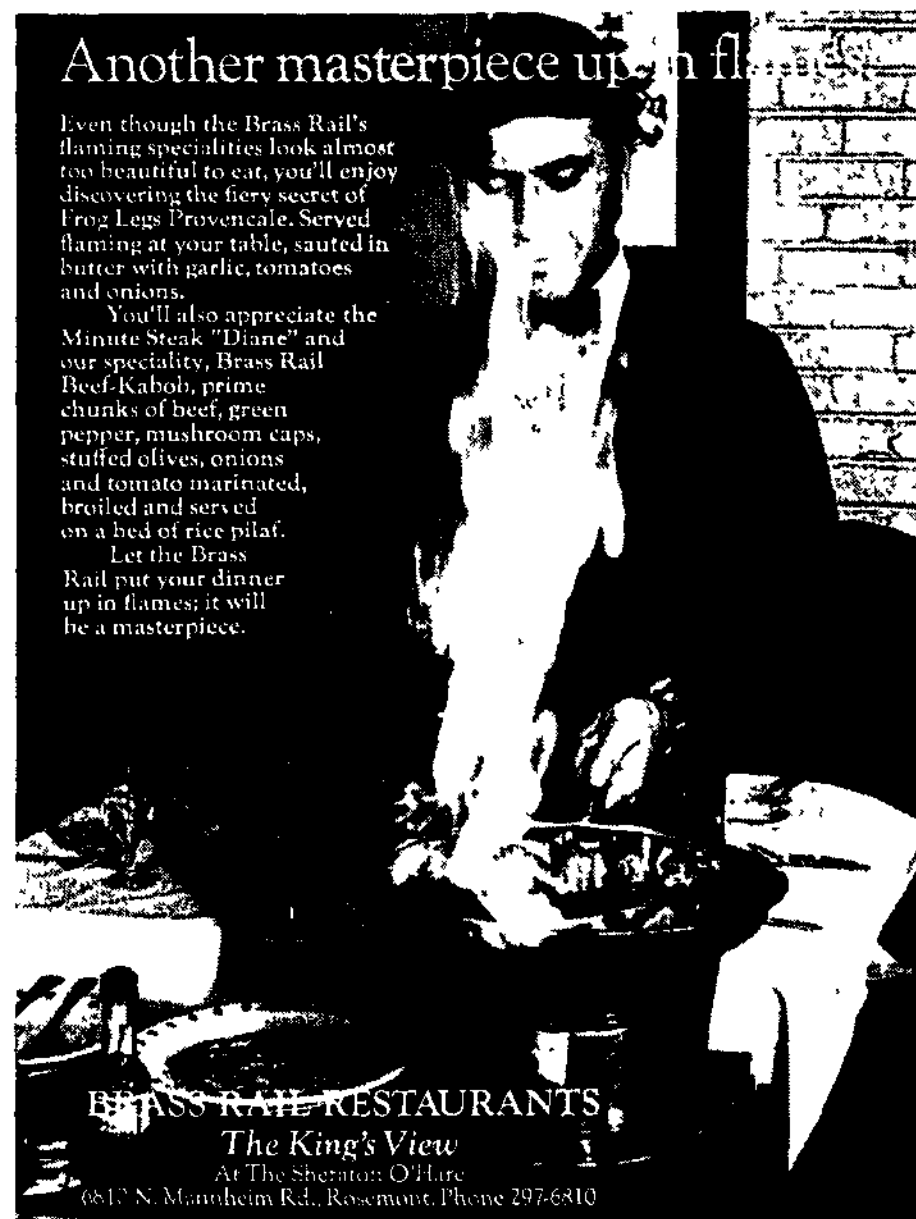 Another masterpiece up in flames.
Even though the Brass Rail's
flaming specialities look almost
too beautiful to eat, you'll enjoy
discovering the fiery secret of
Frog Legs Provencale. Served
flaming at your table, sauted in
butter with garlic, tomatoes
and onions.
You'll also appreciate the
Minute Steak "Diane" and
our speciality, Brass Rail
Beef-Kabob, prime
chunks of beef, green
pepper, mushroom caps,
stuffed olives, onions
and tomato marinated,
broiled and served
on a bed of rice pilaf.
Let the Brass
Rail put your dinner
up in flames; it will
be a masterpiece.
BRASS RAIL RESTAURANTS
The King's View
At The Sheraton O'Hare
N. Mannheim Rd., Rosemont. Phone 297-6810